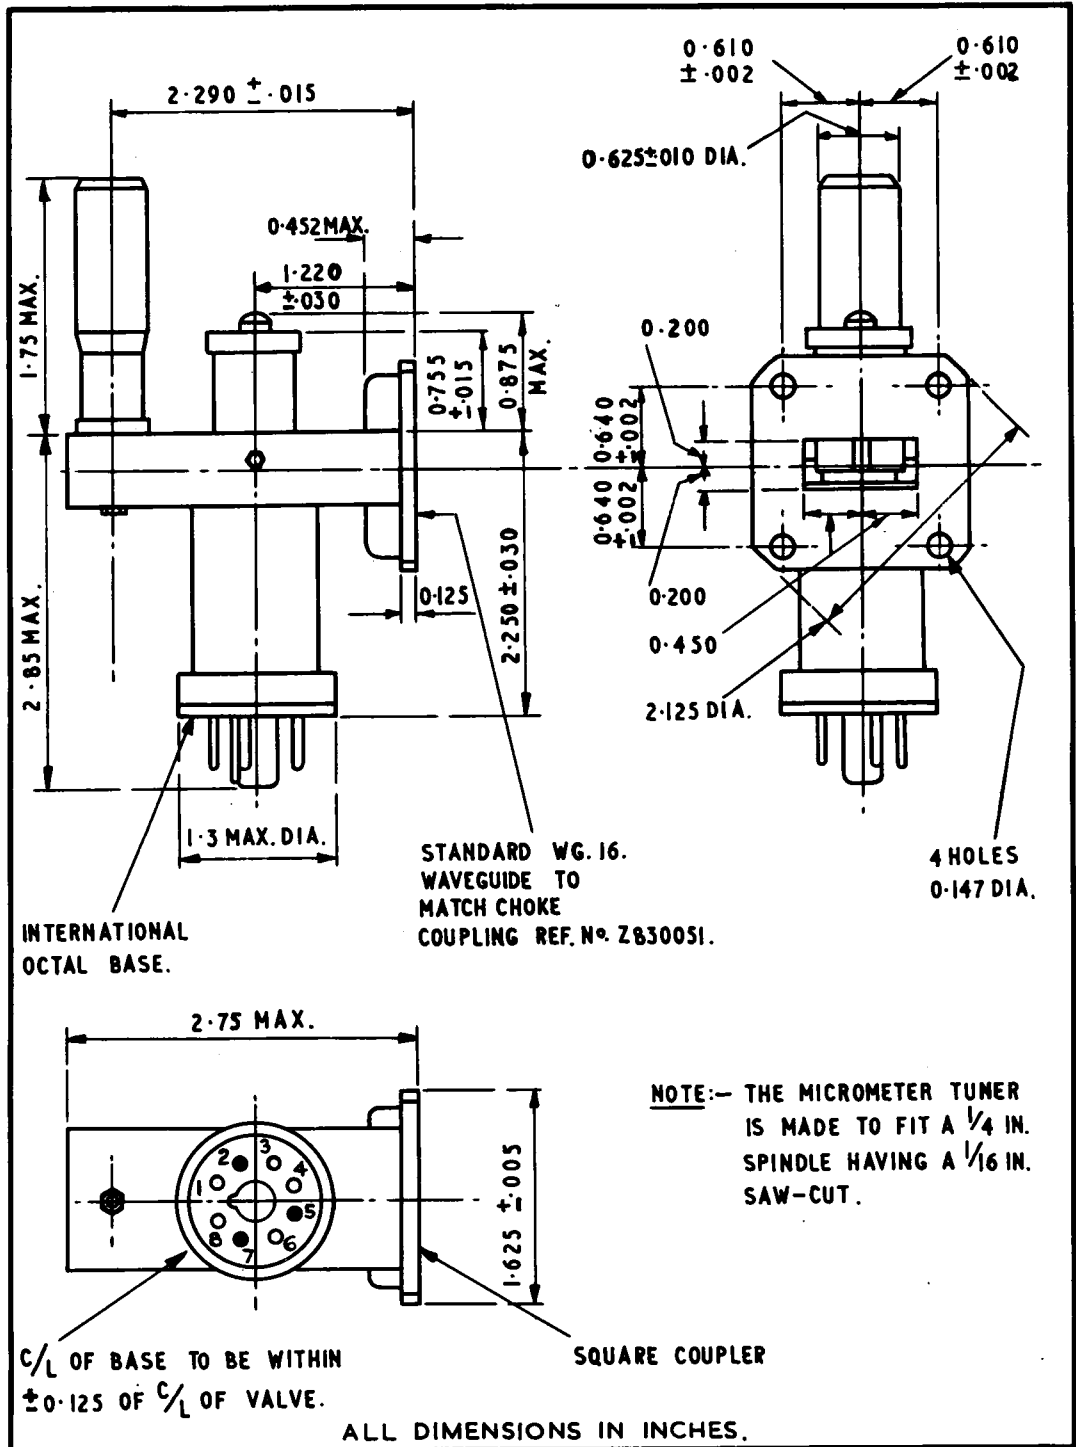 2.290 ± .015
0.610
± .002
0.610
± .002
0.625±010 DIA.
0.452 MAX.
1.220
±.030
1.75 MAX.
0.755
±.015
0.875
MAX.
0.200
0.640
±.002
0.640
±.002
2.85 MAX.
0.125
2.250 ±.030
0.200
0.450
2.125 DIA.
1.3 MAX. DIA.
4 HOLES
0.147 DIA.
STANDARD WG. 16.
WAVEGUIDE TO
MATCH CHOKE
COUPLING REF. Nº. Z830051.
INTERNATIONAL
OCTAL BASE.
2.75 MAX.
1
2
3
4
5
6
7
8
1.625 ±.005
NOTE:- THE MICROMETER TUNER
IS MADE TO FIT A 1/4 IN.
SPINDLE HAVING A 1/16 IN.
SAW-CUT.
C/L OF BASE TO BE WITHIN
±0.125 OF C/L OF VALVE.
SQUARE COUPLER
ALL DIMENSIONS IN INCHES.